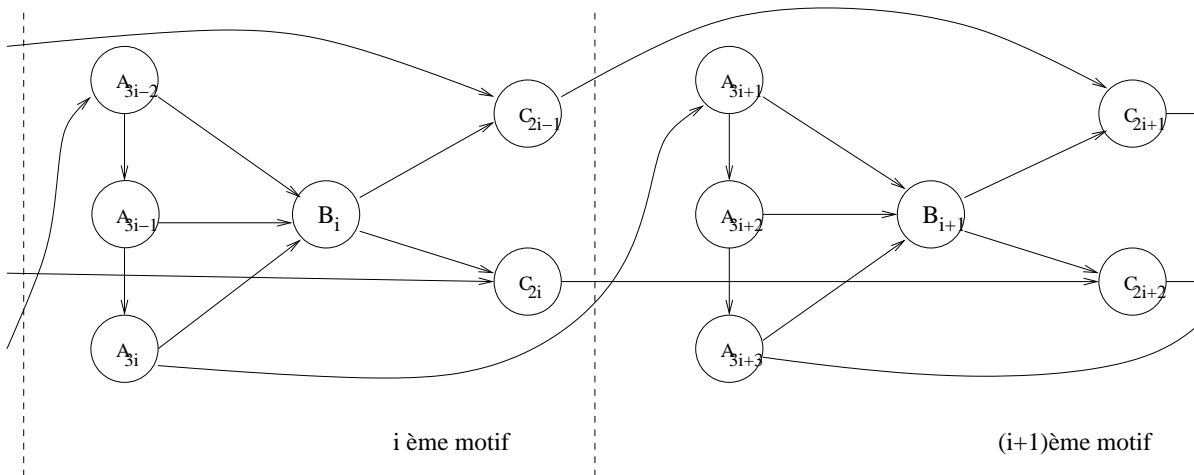 A3i−2
C2i−1
A3i−1
Bi
C2i
A3i
i ème motif
A3i+1
C2i+1
A3i+2
Bi+1
C2i+2
A3i+3
(i+1)ème motif